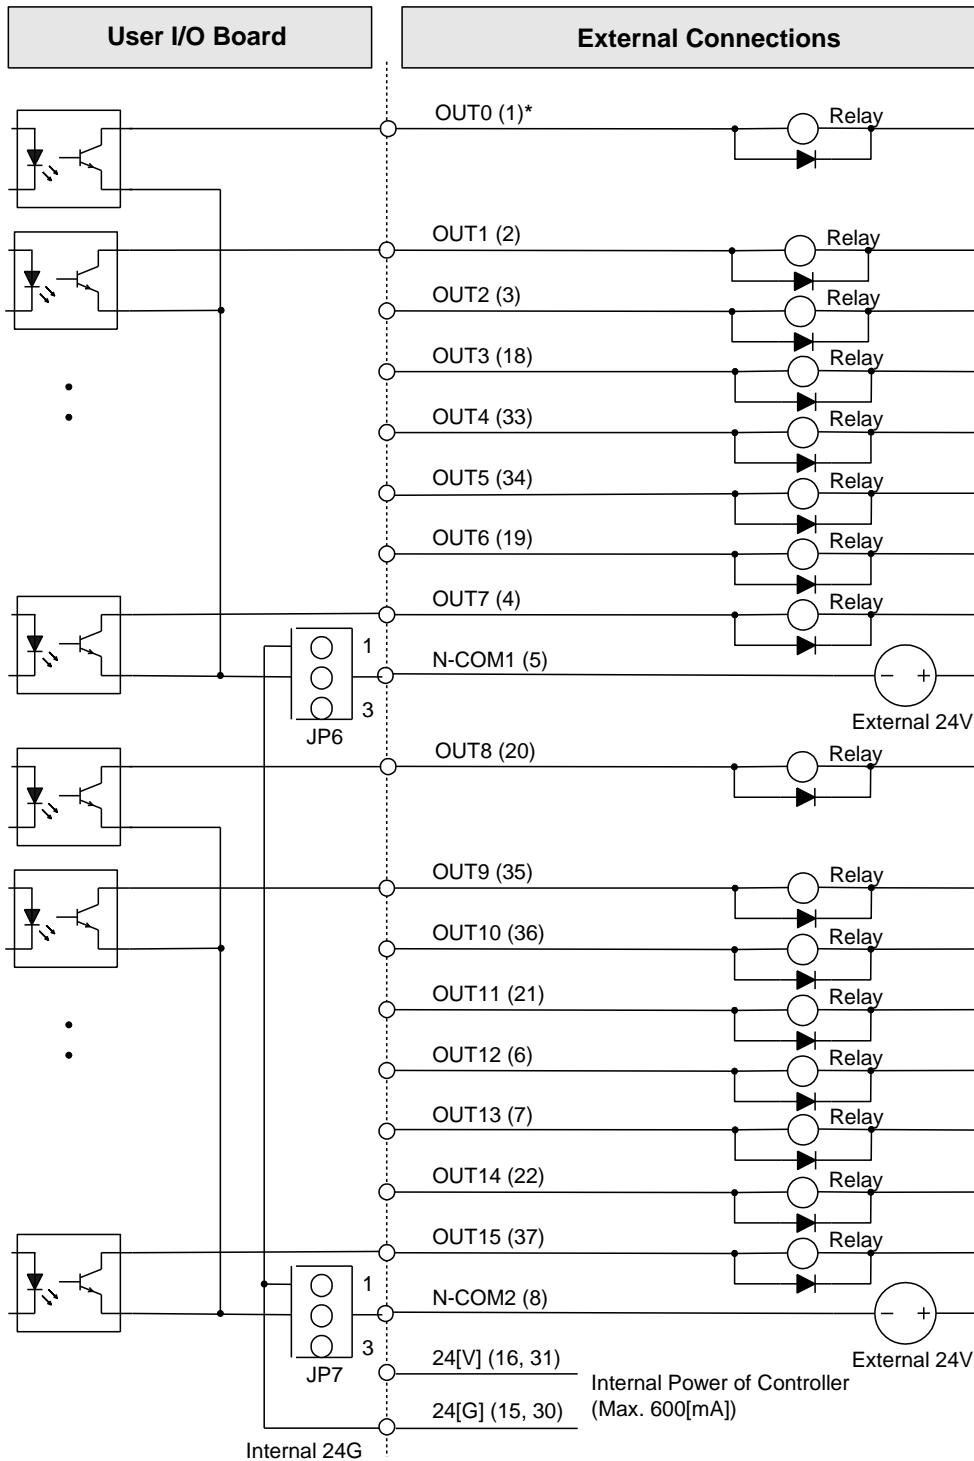 User I/O Board
External Connections
OUT0 (1)*
Relay
OUT1 (2)
Relay
OUT2 (3)
Relay
OUT3 (18)
Relay
OUT4 (33)
Relay
OUT5 (34)
Relay
OUT6 (19)
Relay
OUT7 (4)
Relay
1
3
JP6
N-COM1 (5)
- +
External 24V
OUT8 (20)
Relay
OUT9 (35)
Relay
OUT10 (36)
Relay
OUT11 (21)
Relay
OUT12 (6)
Relay
OUT13 (7)
Relay
OUT14 (22)
Relay
OUT15 (37)
Relay
1
3
JP7
N-COM2 (8)
- +
External 24V
24[V] (16, 31)
24[G] (15, 30)
Internal Power of Controller
(Max. 600[mA])
Internal 24G